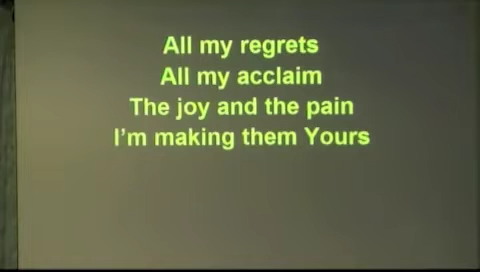 All my regrets
All my acclaim
The joy and the pain
I'm making them Yours